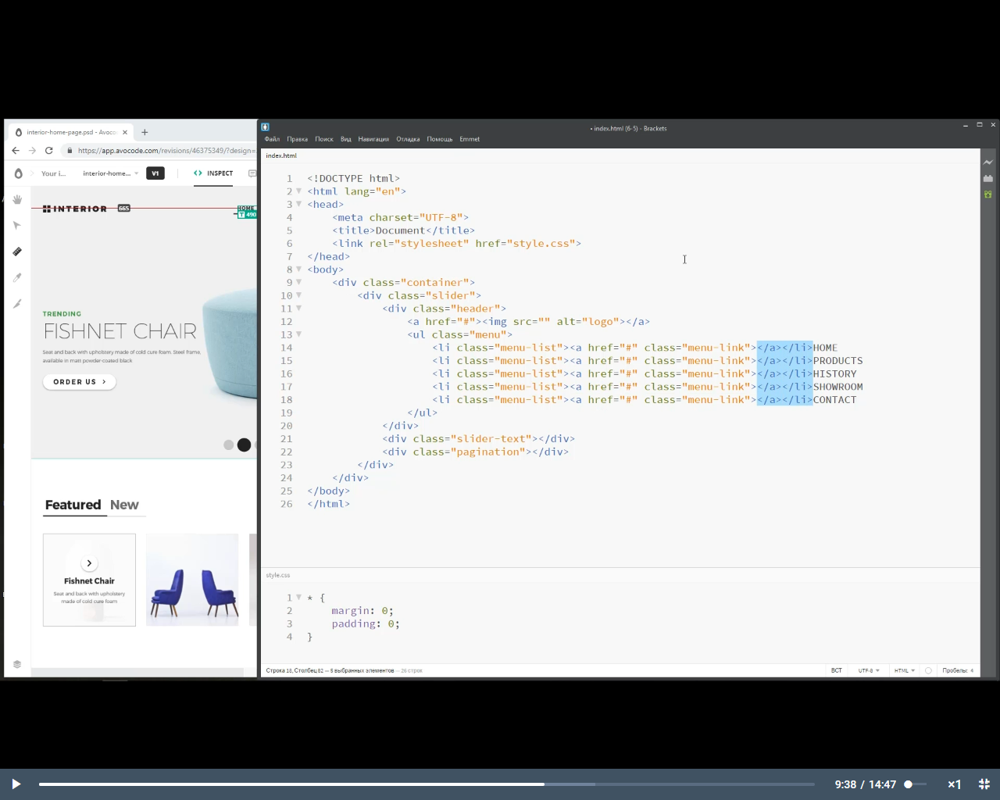 interior-home-page.psd - Avoco
https://app.avocode.com/revisions/46375349/?design=
Your i...
interior-home...
V1
INSPECT
INTERIOR
665
HOME
T 490
TRENDING
FISHNET CHAIR
Seat and back with upholstery made of cold cure foam. Steel frame,
available in matt powder-coated black
ORDER US >
Featured New
Fishnet Chair
Seat and back with upholstery
made of cold cure foam
• index.html (6-5) - Brackets
Файл Правка Поиск Вид Навигация Отладка Помощь Emmet
index.html
1 <!DOCTYPE html>
2 <html lang="en">
3 <head>
4 <meta charset="UTF-8">
5 <title>Document</title>
6 <link rel="stylesheet" href="style.css">
7 </head>
8 <body>
9 <div class="container">
10 <div class="slider">
11 <div class="header">
12 <a href="#"><img src="" alt="logo"></a>
13 <ul class="menu">
14 <li class="menu-list"><a href="#" class="menu-link"></a></li>HOME
15 <li class="menu-list"><a href="#" class="menu-link"></a></li>PRODUCTS
16 <li class="menu-list"><a href="#" class="menu-link"></a></li>HISTORY
17 <li class="menu-list"><a href="#" class="menu-link"></a></li>SHOWROOM
18 <li class="menu-list"><a href="#" class="menu-link"></a></li>CONTACT
19 </ul>
20 </div>
21 <div class="slider-text"></div>
22 <div class="pagination"></div>
23 </div>
24 </div>
25 </body>
26 </html>
style.css
1 * {
2 margin: 0;
3 padding: 0;
4 }
Строка 18, Столбец 82 — 5 выбранных элементов — 26 строк
ВСТ
UTF-8
HTML
Пробелы: 4
9:38 / 14:47
×1